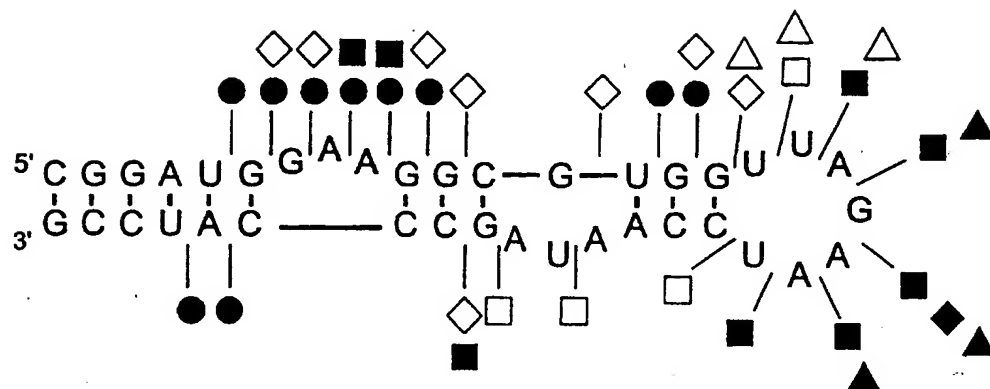 5' C G G A U G G A A G G C — G — U G G U U A G
3' G C C U A C — C C G A U A A C C U A A